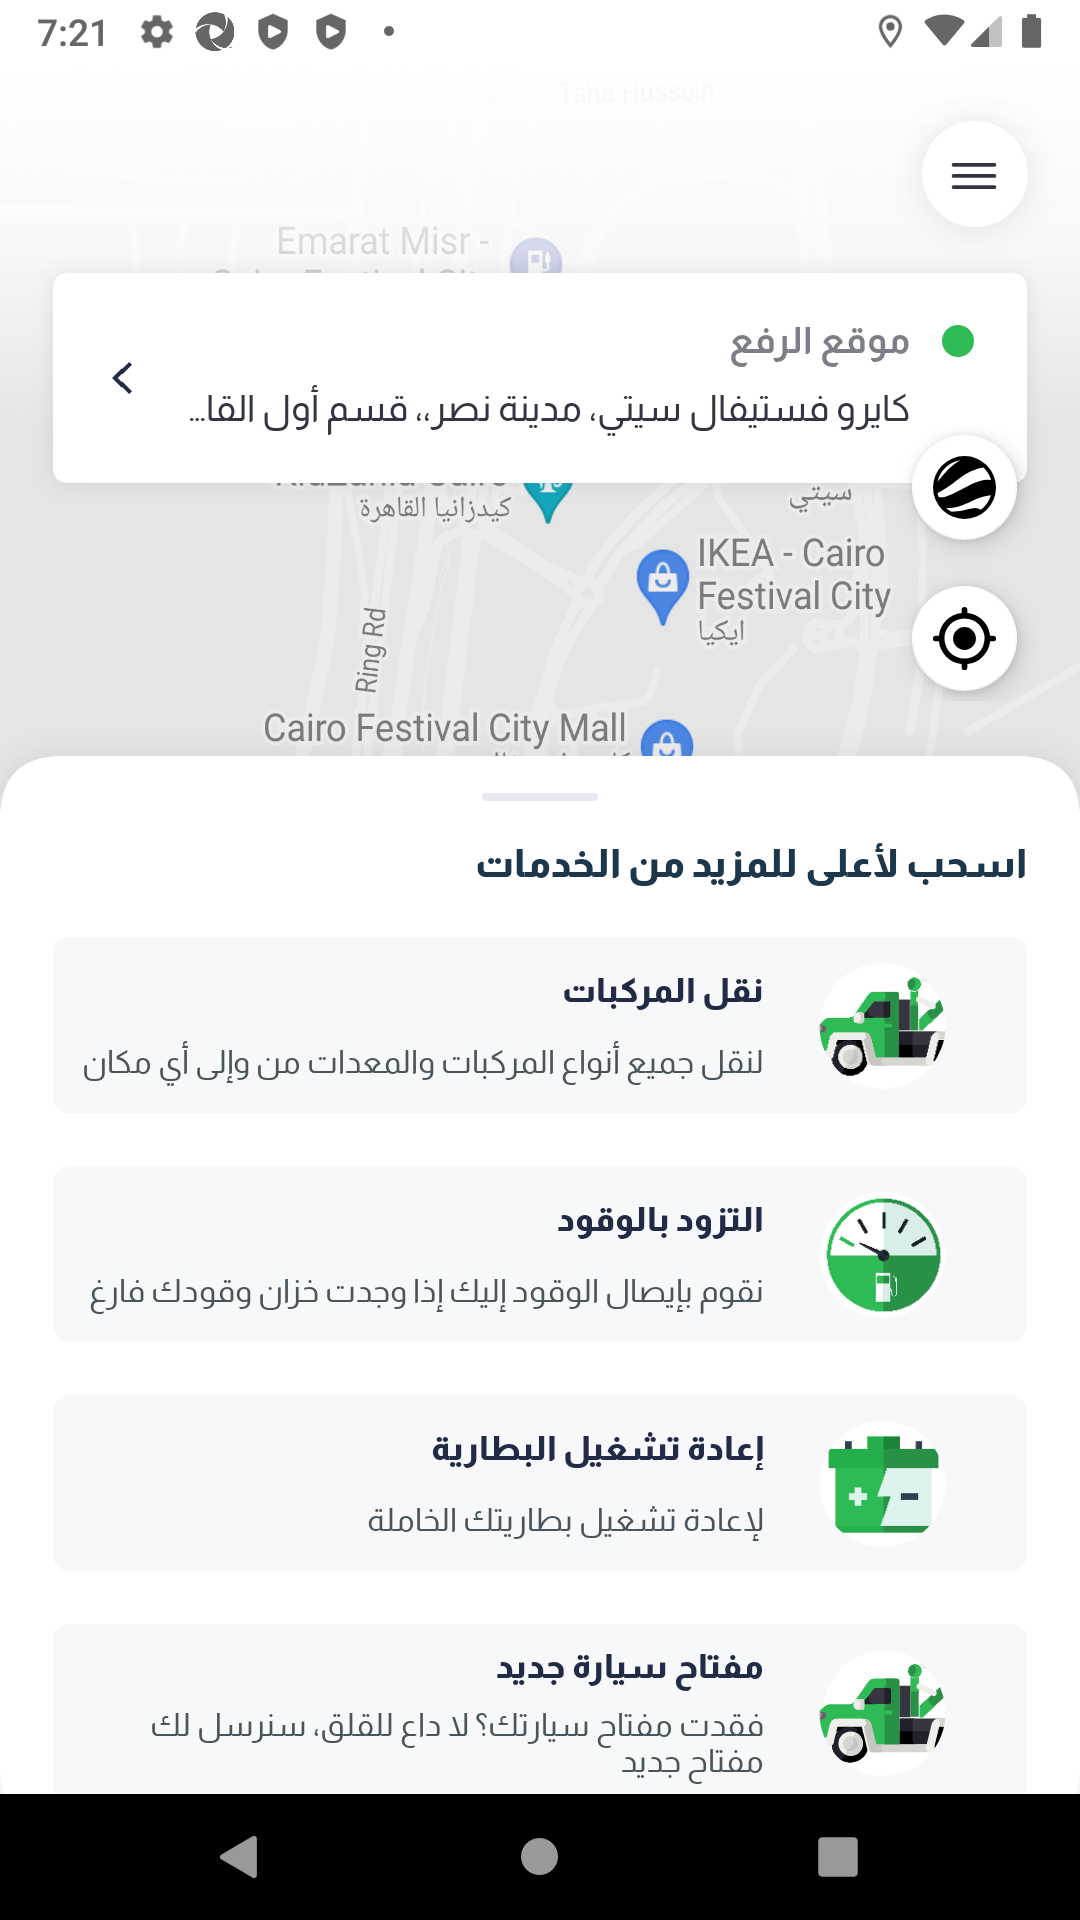 7:21
Taha Hussein
Emarat Misr -
موقع الرفع
كايرو فستيفال سيتي، مدينة نصر،، قسم أول القا...
كيدزانيا القاهرة
سيتي
IKEA - Cairo
Festival City
ايكيا
Ring Rd
Cairo Festival City Mall
اسحب لأعلى للمزيد من الخدمات
نقل المركبات
لنقل جميع أنواع المركبات والمعدات من وإلى أي مكان
التزود بالوقود
نقوم بإيصال الوقود إليك إذا وجدت خزان وقودك فارغ
إعادة تشغيل البطارية
لإعادة تشغيل بطاريتك الخاملة
مفتاح سيارة جديد
فقدت مفتاح سيارتك؟ لا داع للقلق، سنرسل لك
مفتاح جديد